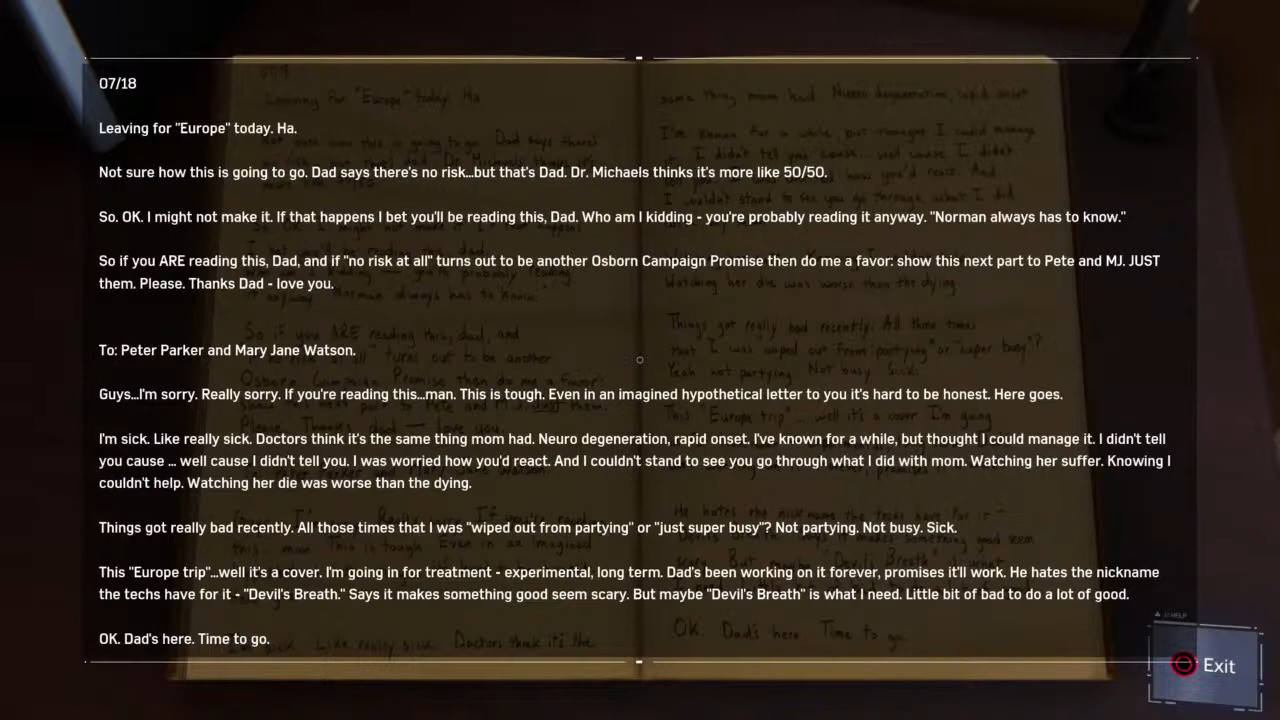 07/18
Leaving for "Europe" today. Ha.
Not sure how this is going to go. Dad says there's no risk...but that's Dad. Dr. Michaels thinks it's more like 50/50.
So. OK. I might not make it. If that happens I bet you'll be reading this, Dad. Who am I kidding - you're probably reading it anyway. "Norman always has to know."
So if you ARE reading this, Dad, and if "no risk at all" turns out to be another Osborn Campaign Promise then do me a favor: show this next part to Pete and MJ. JUST
them. Please. Thanks Dad - love you.
To: Peter Parker and Mary Jane Watson.
Guys...I'm sorry. Really sorry. If you're reading this...man. This is tough. Even in an imagined hypothetical letter to you it's hard to be honest. Here goes.
I'm sick. Like really sick. Doctors think it's the same thing mom had. Neuro degeneration, rapid onset. I've known for a while, but thought I could manage it. I didn't tell
you cause ... well cause I didn't tell you. I was worried how you'd react. And I couldn't stand to see you go through what I did with mom. Watching her suffer. Knowing I
couldn't help. Watching her die was worse than the dying.
Things got really bad recently. All those times that I was "wiped out from partying" or "just super busy"? Not partying. Not busy. Sick.
This "Europe trip"...well it's a cover. I'm going in for treatment - experimental, long term. Dad's been working on it forever, promises it'll work. He hates the nickname
the techs have for it - "Devil's Breath." Says it makes something good seem scary. But maybe "Devil's Breath" is what I need. Little bit of bad to do a lot of good.
OK. Dad's here. Time to go.
HELP
Exit